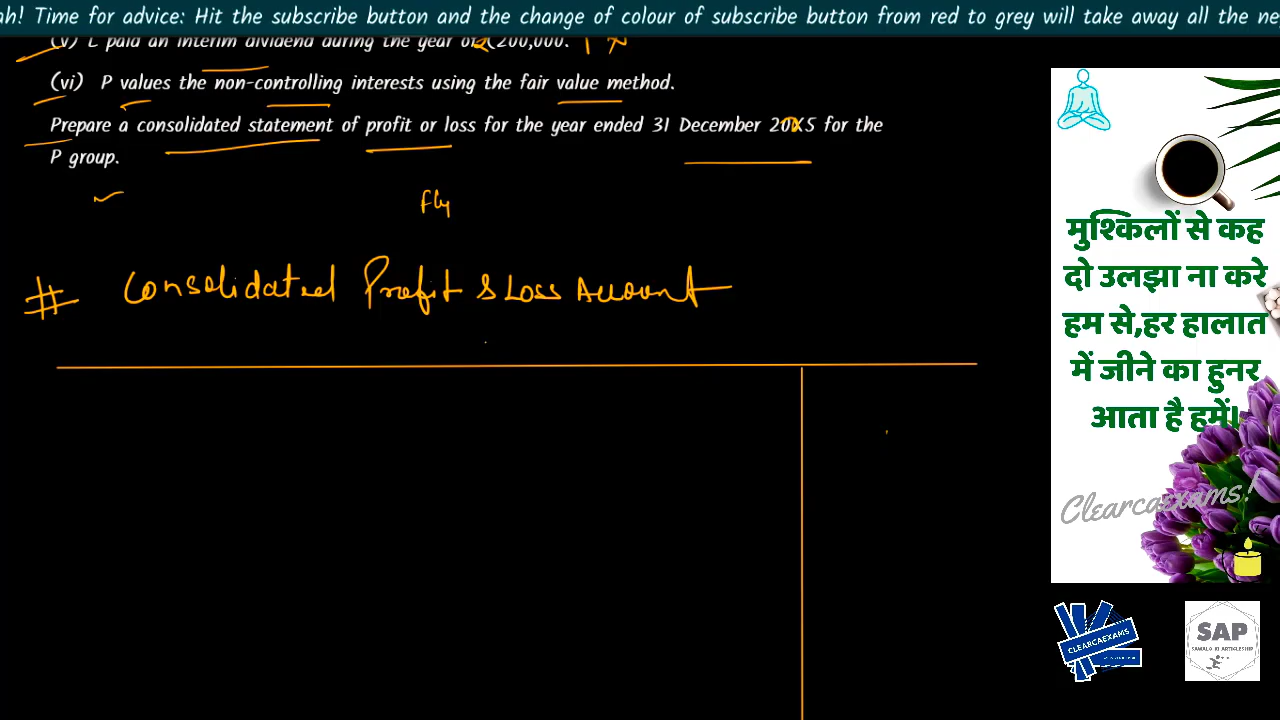 ah! Time for advice: Hit the subscribe button and the change of colour of subscribe button from red to grey will take away all the ne
(v) L paid an interim dividend during the year of (200,000.
(vi) P values the non-controlling interests using the fair value method.
Prepare a consolidated statement of profit or loss for the year ended 31 December 20X5 for the
P group.
# Consolidated Profit & Loss Account
मुश्किलों से कह
दो उलझा ना करे
हम से,हर हालात
में जीने का हुनर
आता है हमें।
Clearcaexams!
CLEARCAEXAMS
SAP
SAMALO KI ARTICLESHIP